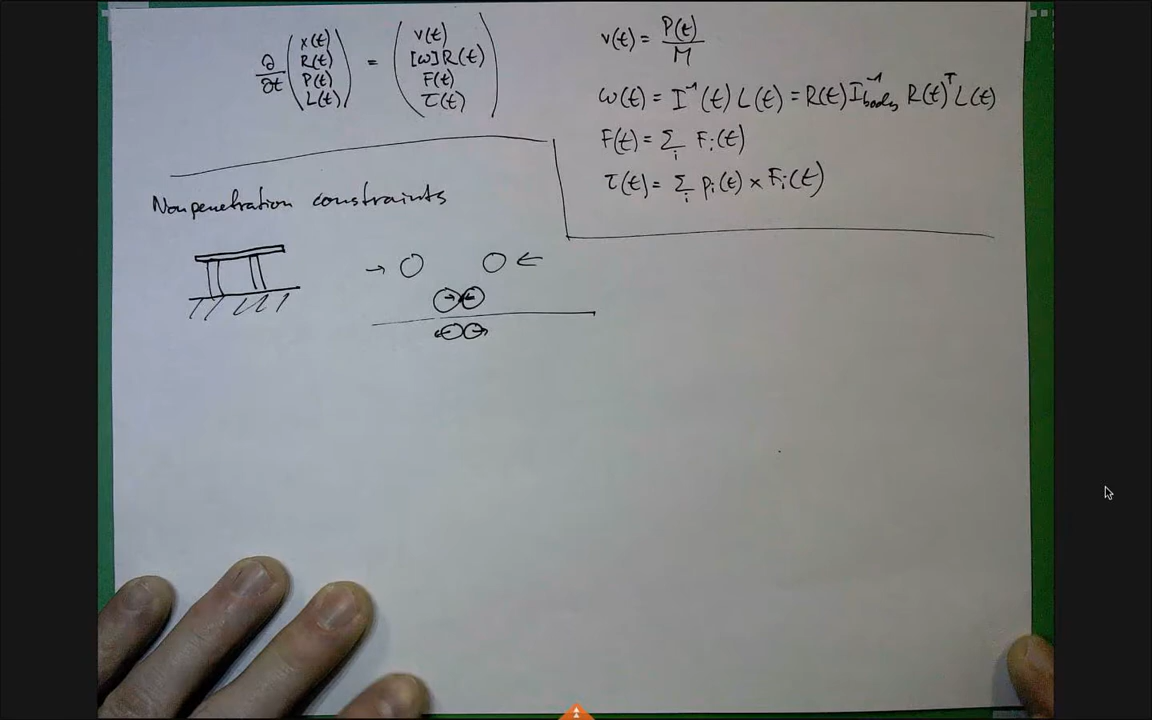 ∂/∂t (x(t) R(t) P(t) L(t)) = (v(t) [ω]R(t) F(t) τ(t))
v(t) = P(t)/M
ω(t) = I⁻¹(t) L(t) = R(t) I⁻¹body R(t)ᵀ L(t)
F(t) = Σᵢ Fᵢ(t)
τ(t) = Σᵢ pᵢ(t) × Fᵢ(t)
Nonpenetration constraints